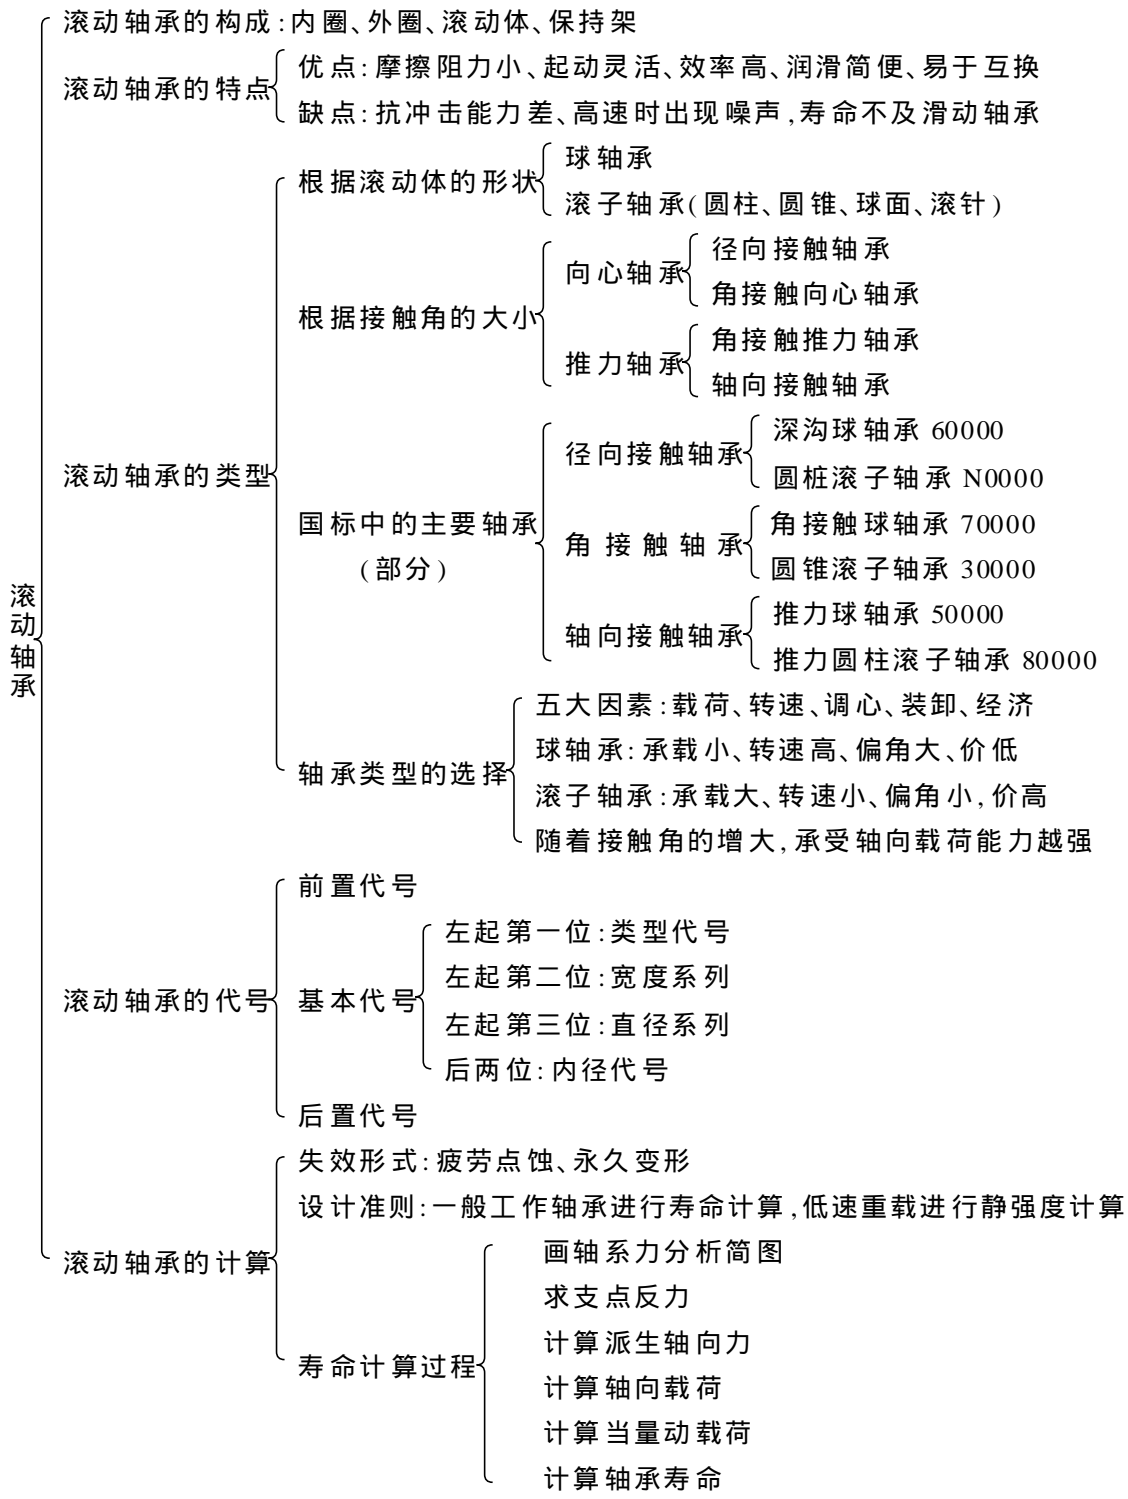 滚动轴承的构成:内圈、外圈、滚动体、保持架
滚动轴承的特点
优点:摩擦阻力小、起动灵活、效率高、润滑简便、易于互换
缺点:抗冲击能力差、高速时出现噪声,寿命不及滑动轴承
根据滚动体的形状
球轴承
滚子轴承(圆柱、圆锥、球面、滚针)
根据接触角的大小
向心轴承
径向接触轴承
角接触向心轴承
推力轴承
角接触推力轴承
轴向接触轴承
滚动轴承的类型
国标中的主要轴承
(部分)
径向接触轴承
深沟球轴承 60000
圆桩滚子轴承 N0000
角接触轴承
角接触球轴承 70000
圆锥滚子轴承 30000
轴向接触轴承
推力球轴承 50000
推力圆柱滚子轴承 80000
滚动轴承
轴承类型的选择
五大因素:载荷、转速、调心、装卸、经济
球轴承:承载小、转速高、偏角大、价低
滚子轴承:承载大、转速小、偏角小,价高
随着接触角的增大,承受轴向载荷能力越强
滚动轴承的代号
前置代号
基本代号
左起第一位:类型代号
左起第二位:宽度系列
左起第三位:直径系列
后两位:内径代号
后置代号
滚动轴承的计算
失效形式:疲劳点蚀、永久变形
设计准则:一般工作轴承进行寿命计算,低速重载进行静强度计算
寿命计算过程
画轴系力分析简图
求支点反力
计算派生轴向力
计算轴向载荷
计算当量动载荷
计算轴承寿命